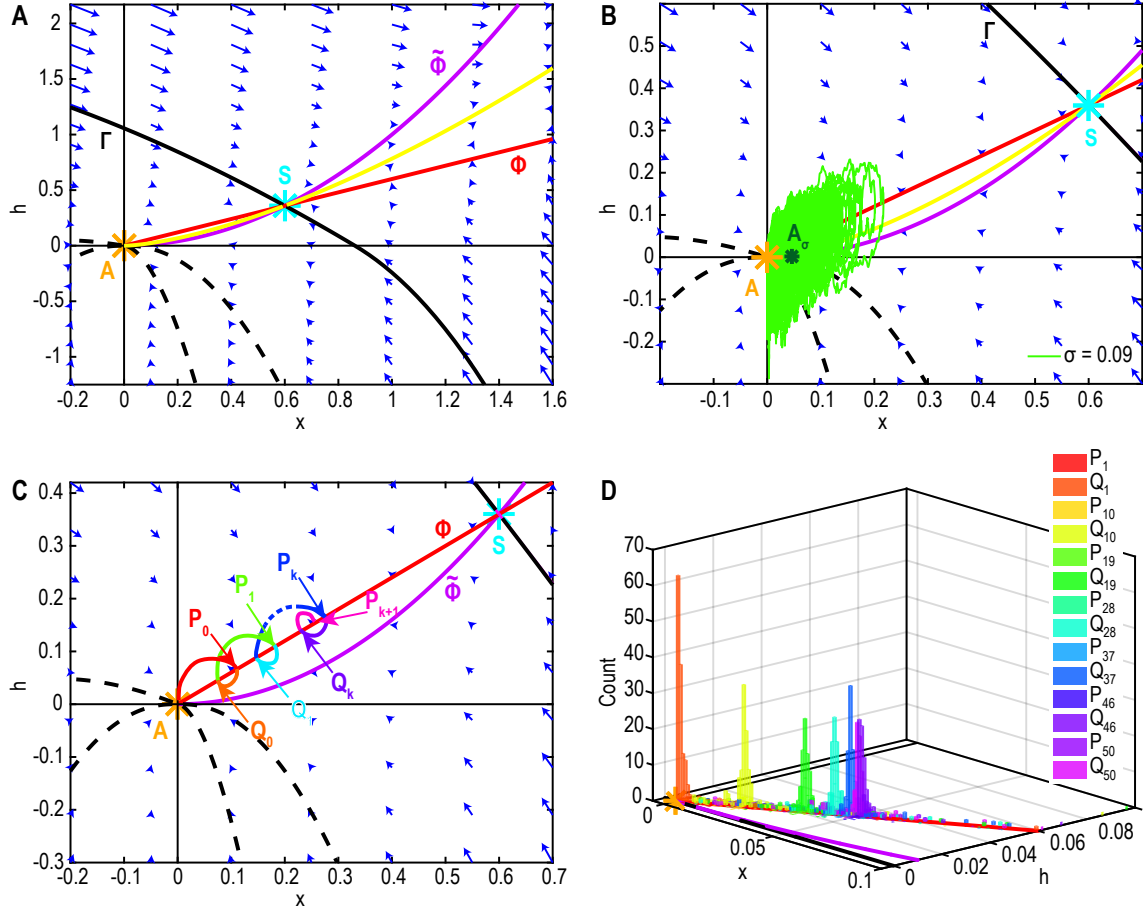 A
2
1.5
1
0.5
0
-0.5
-1
h
-0.2 0 0.2 0.4 0.6 0.8 1 1.2 1.4 1.6
x
Γ
S
A
Φ̃
Φ
B
0.6
0.5
0.4
0.3
0.2
0.1
0
-0.1
-0.2
h
-0.2 -0.1 0 0.1 0.2 0.3 0.4 0.5 0.6 0.7
x
Γ
S
Aσ
A
σ = 0.09
C
0.4
0.3
0.2
0.1
0
-0.1
-0.2
-0.3
h
-0.2 -0.1 0 0.1 0.2 0.3 0.4 0.5 0.6 0.7
x
Φ
S
Φ̃
Pk
P1
Pk+1
P0
A
Q0
Q1
Qk
D
70
60
50
40
30
20
10
0
Count
0 0.05 0.1
x
0 0.02 0.04 0.06 0.08
h
P1
Q1
P10
Q10
P19
Q19
P28
Q28
P37
Q37
P46
Q46
P50
Q50